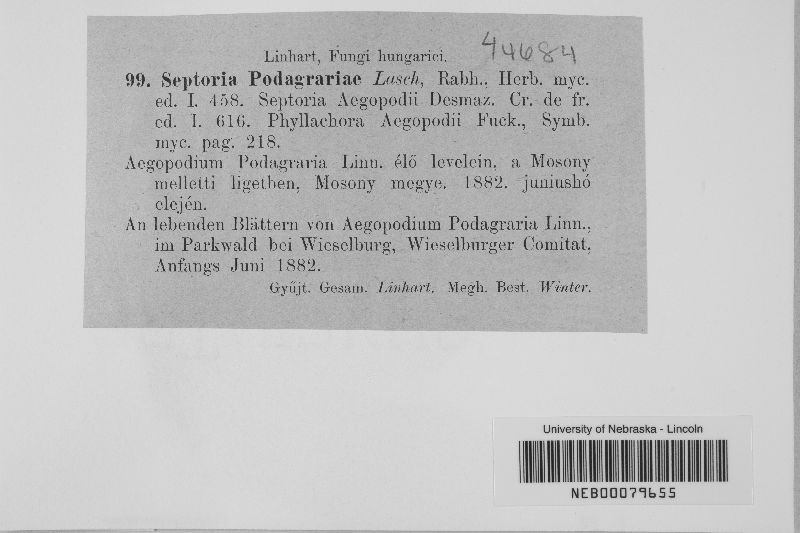 Linhart, Fungi hungarici. 44684
99. Septoria Podagrariae Lasch, Rabh., Herb. myc.
ed. I. 458. Septoria Aegopodii Desmaz. Cr. de fr.
ed. I. 616. Phyllachora Aegopodii Fuck., Symb.
myc. pag. 218.
Aegopodium Podagraria Linn. élő levelein, a Mosony
melletti ligetben, Mosony megye. 1882. juniushó
elején.
An lebenden Blättern von Aegopodium Podagraria Linn.,
im Parkwald bei Wieselburg, Wieselburger Comitat,
Anfangs Juni 1882.
Gyűjt. Gesam. Linhart. Megh. Best. Winter.
University of Nebraska - Lincoln
NEB00079655